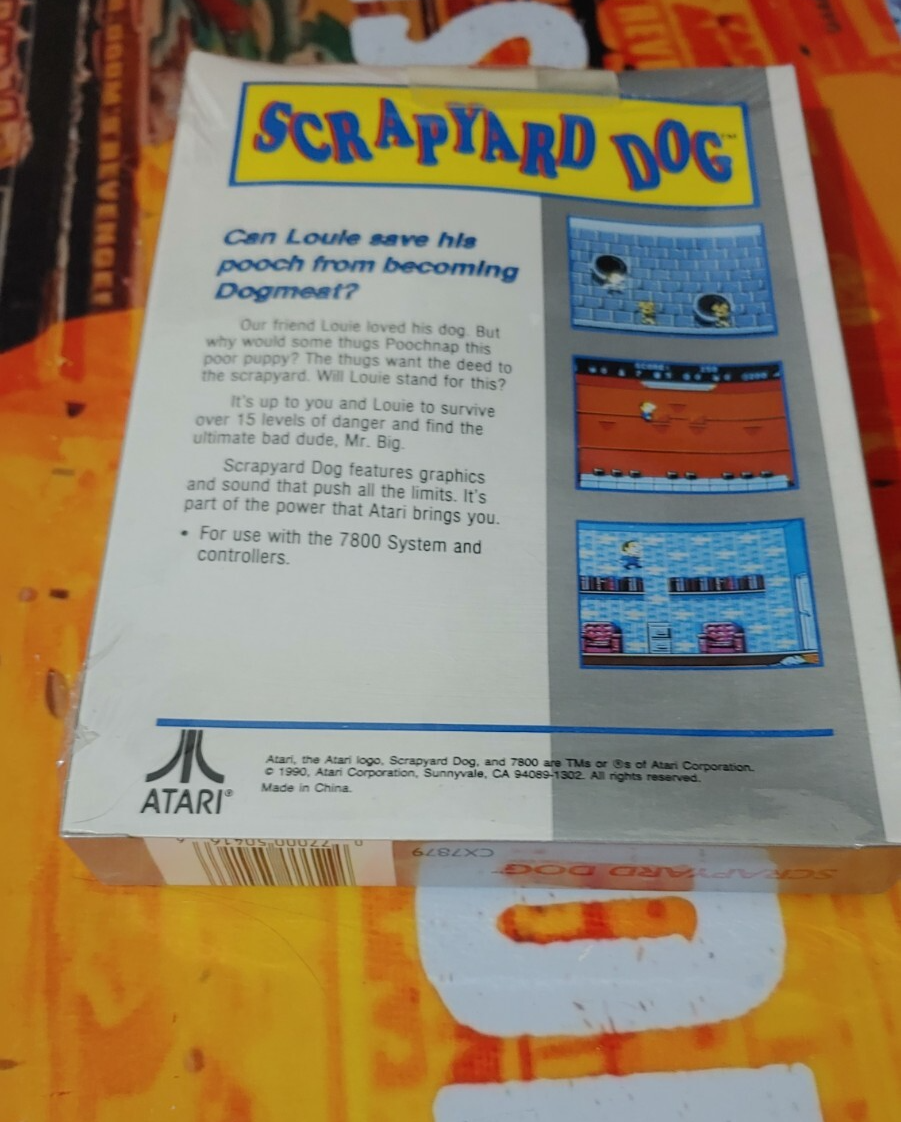 SCRAPYARD DOG™
Can Louie save his
pooch from becoming
Dogmeat?
Our friend Louie loved his dog. But
why would some thugs Poochnap this
poor puppy? The thugs want the deed to
the scrapyard. Will Louie stand for this?
It's up to you and Louie to survive
over 15 levels of danger and find the
ultimate bad dude, Mr. Big.
Scrapyard Dog features graphics
and sound that push all the limits. It's
part of the power that Atari brings you.
• For use with the 7800 System and
controllers.
ATARI®
Atari, the Atari logo, Scrapyard Dog, and 7800 are TMs or ®s of Atari Corporation.
© 1990, Atari Corporation, Sunnyvale, CA 94089-1302. All rights reserved.
Made in China.
CX7879
SCRAPYARD DOG™